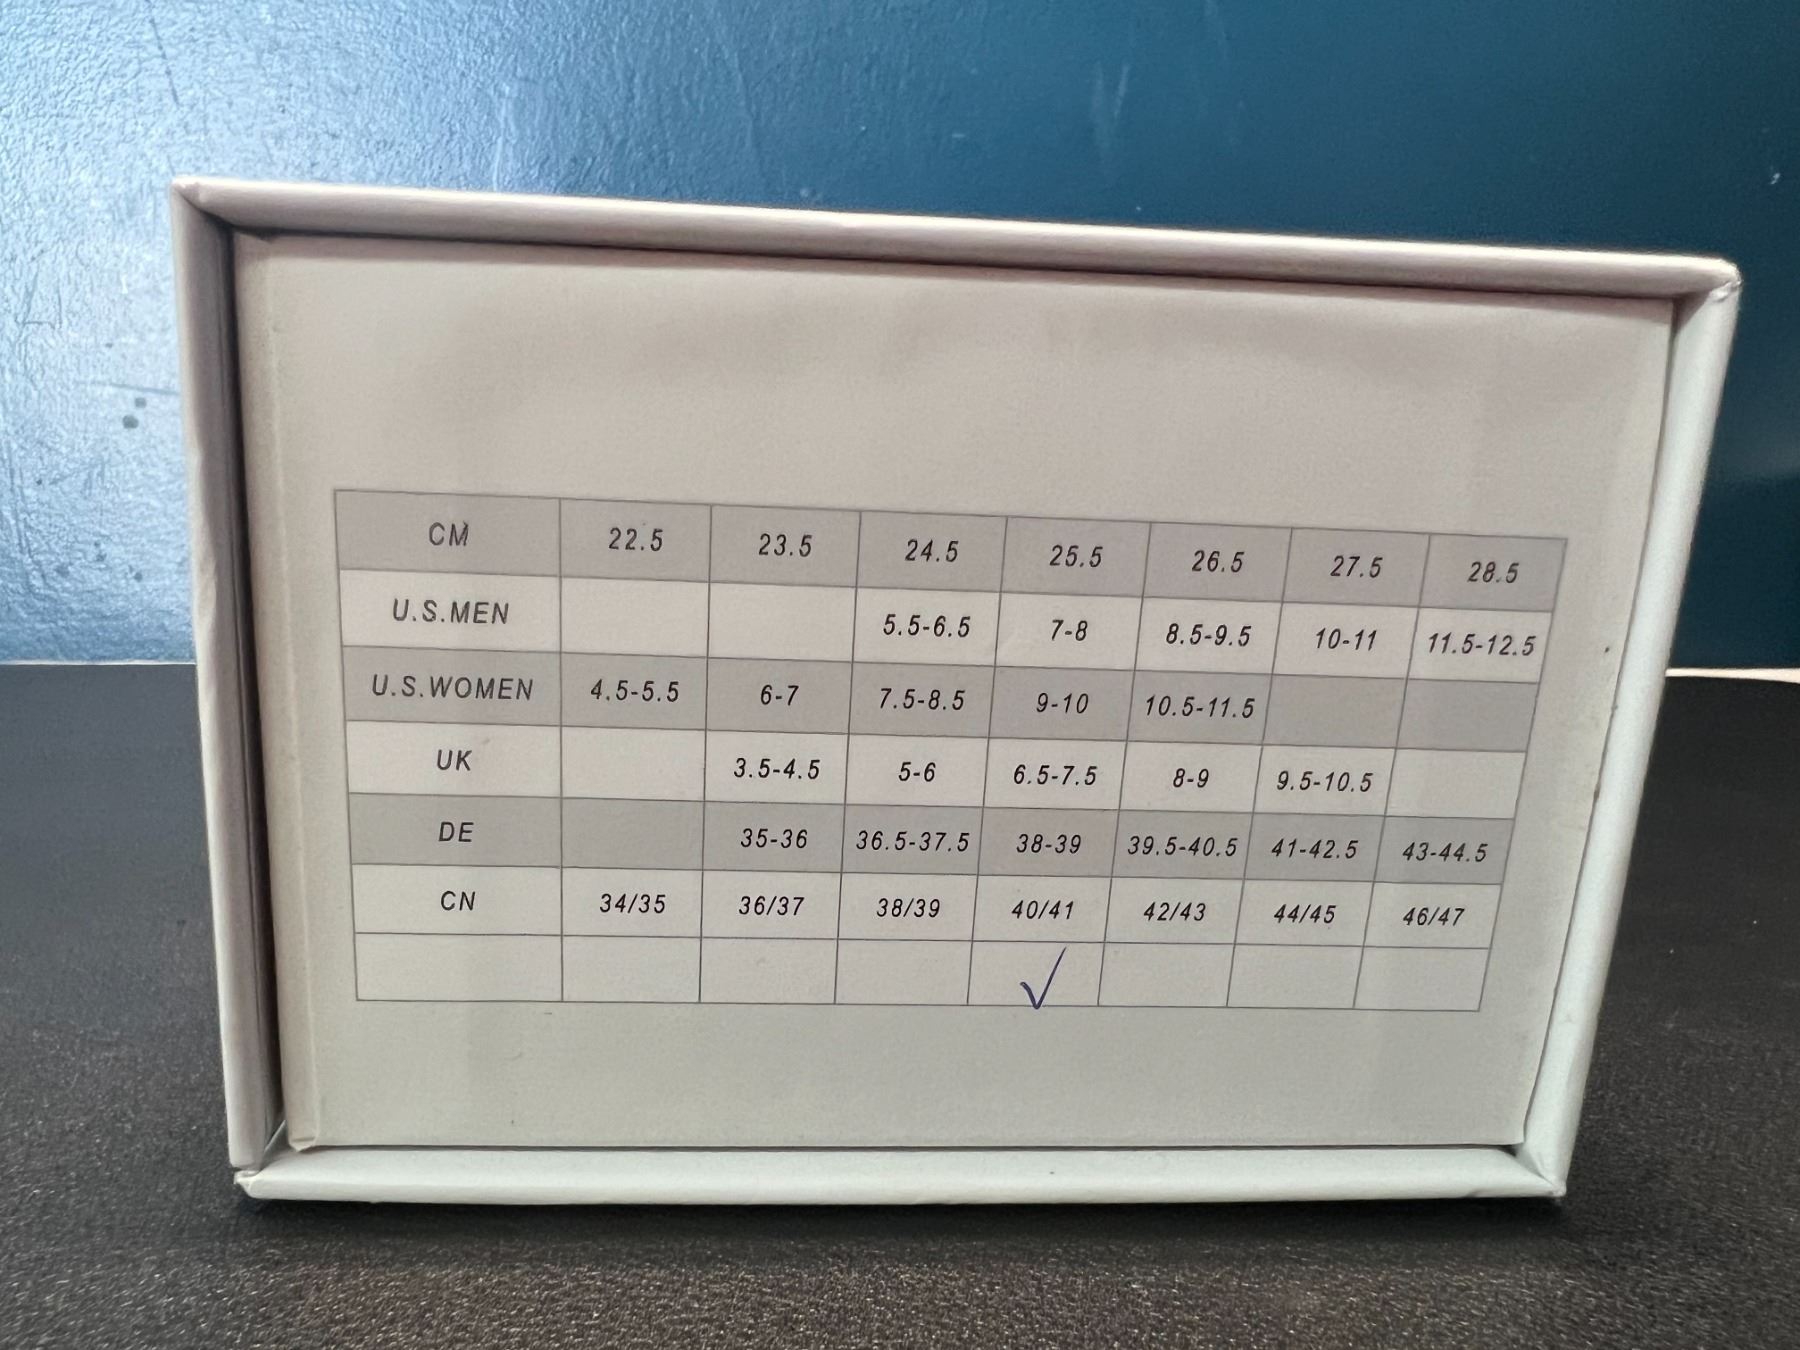 CM 22.5 23.5 24.5 25.5 26.5 27.5 28.5
U.S.MEN 5.5-6.5 7-8 8.5-9.5 10-11 11.5-12.5
U.S.WOMEN 4.5-5.5 6-7 7.5-8.5 9-10 10.5-11.5
UK 3.5-4.5 5-6 6.5-7.5 8-9 9.5-10.5
DE 35-36 36.5-37.5 38-39 39.5-40.5 41-42.5 43-44.5
CN 34/35 36/37 38/39 40/41 42/43 44/45 46/47
✓